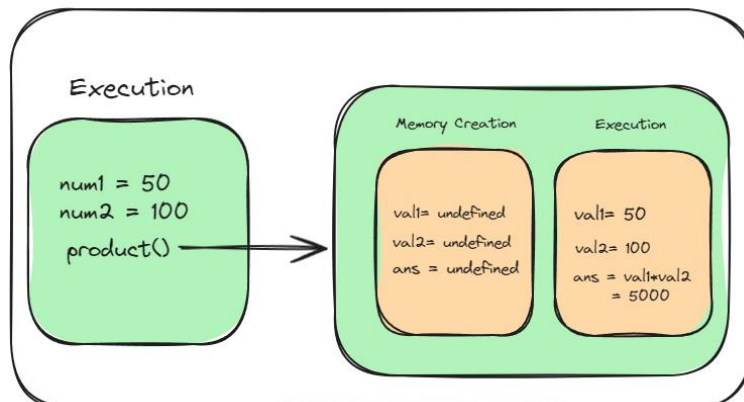 Execution
num1 = 50
num2 = 100
product()
Memory Creation
val1= undefined
val2= undefined
ans = undefined
Execution
val1= 50
val2= 100
ans = val1*val2
= 5000